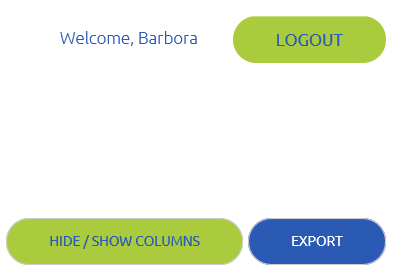 Welcome, Barbora
LOGOUT
HIDE / SHOW COLUMNS
EXPORT